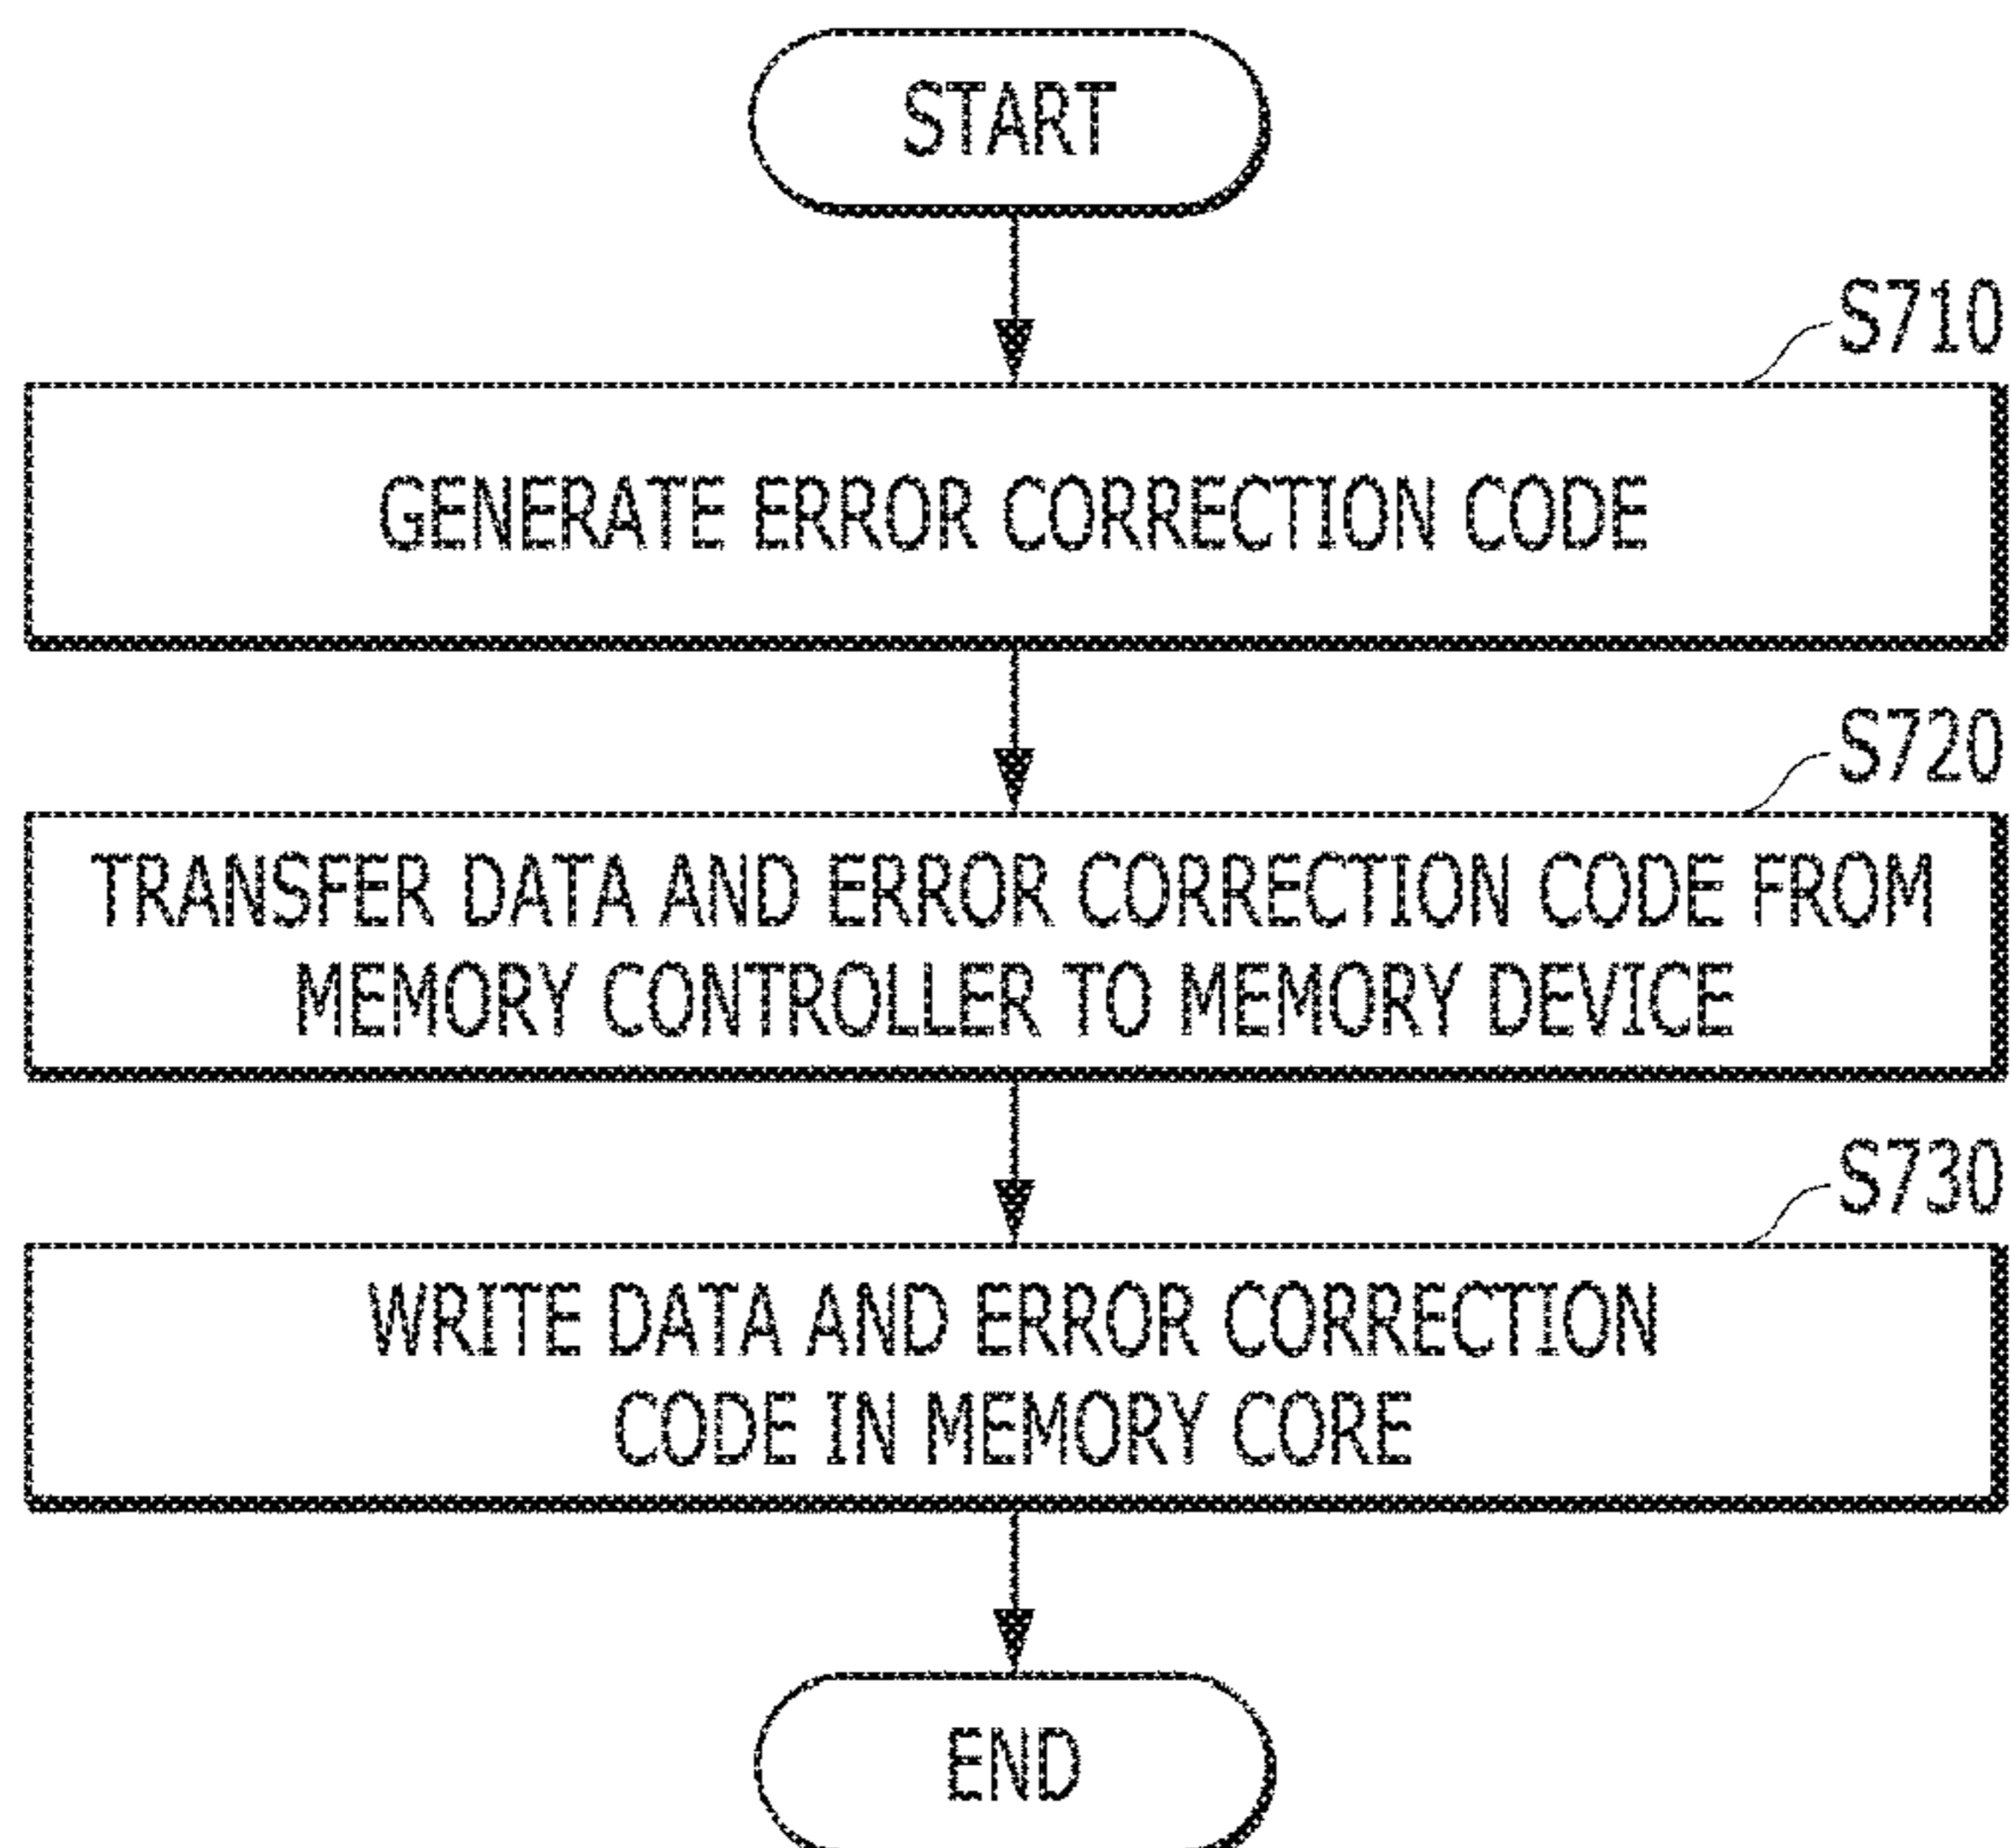 START
S710
GENERATE ERROR CORRECTION CODE
S720
TRANSFER DATA AND ERROR CORRECTION CODE FROM
MEMORY CONTROLLER TO MEMORY DEVICE
S730
WRITE DATA AND ERROR CORRECTION
CODE IN MEMORY CORE
END